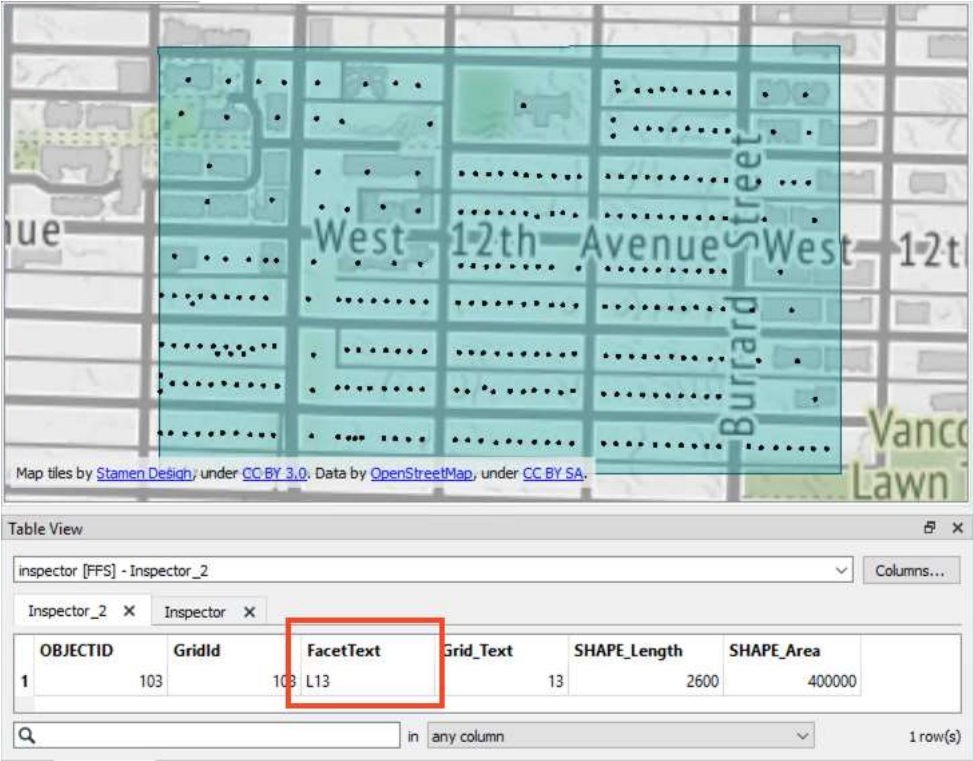 Street
nue
West 12th Avenue West 12t
Burrard
Vanco
Lawn T
Map tiles by Stamen Design, under CC BY 3.0. Data by OpenStreetMap, under CC BY SA.
Table View
inspector [FFS] - Inspector_2 Columns...
Inspector_2 Inspector
OBJECTID GridId FacetText Grid_Text SHAPE_Length SHAPE_Area
1 103 103 L13 13 2600 400000
in any column 1 row(s)